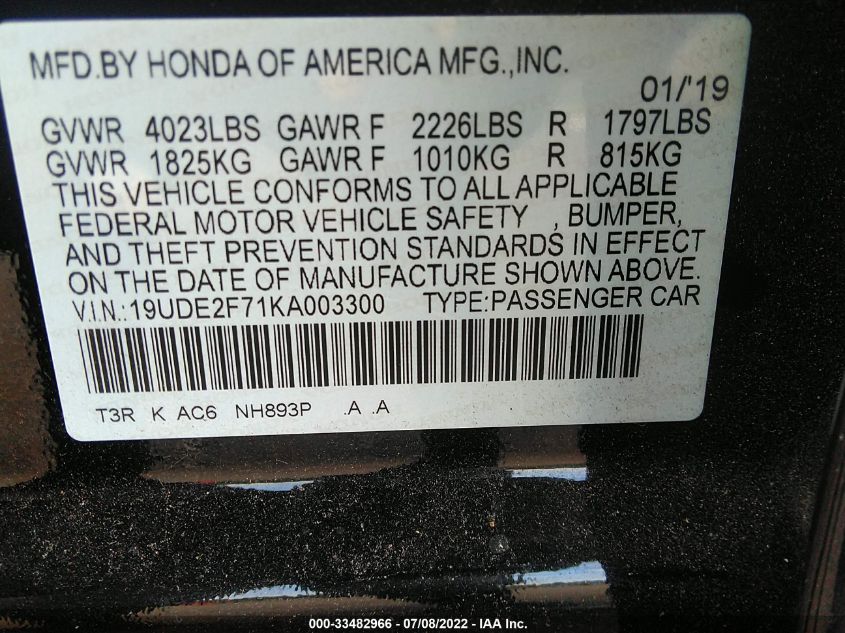 MFD.BY HONDA OF AMERICA MFG.,INC.
01/'19
GVWR 4023LBS GAWR F 2226LBS R 1797LBS
GVWR 1825KG GAWR F 1010KG R 815KG
THIS VEHICLE CONFORMS TO ALL APPLICABLE
FEDERAL MOTOR VEHICLE SAFETY , BUMPER,
AND THEFT PREVENTION STANDARDS IN EFFECT
ON THE DATE OF MANUFACTURE SHOWN ABOVE.
V.I.N.:19UDE2F71KA003300 TYPE:PASSENGER CAR
T3R K AC6 NH893P .A .A
000-33482966 - 07/08/2022 - IAA Inc.